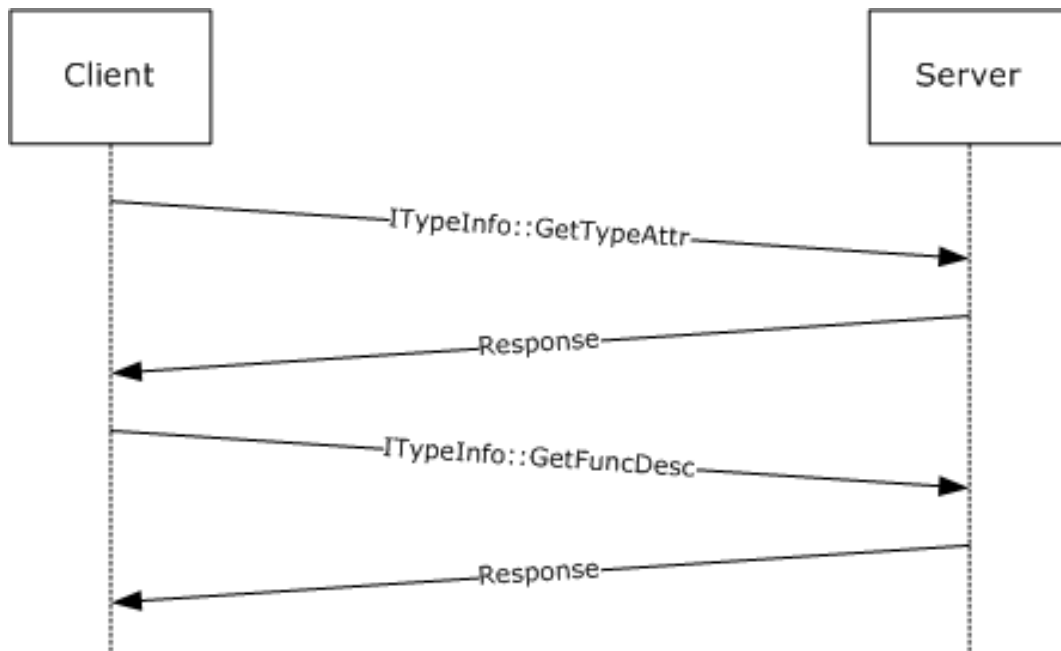 Client
Server
ITypeInfo::GetTypeAttr
Response
ITypeInfo::GetFuncDesc
Response